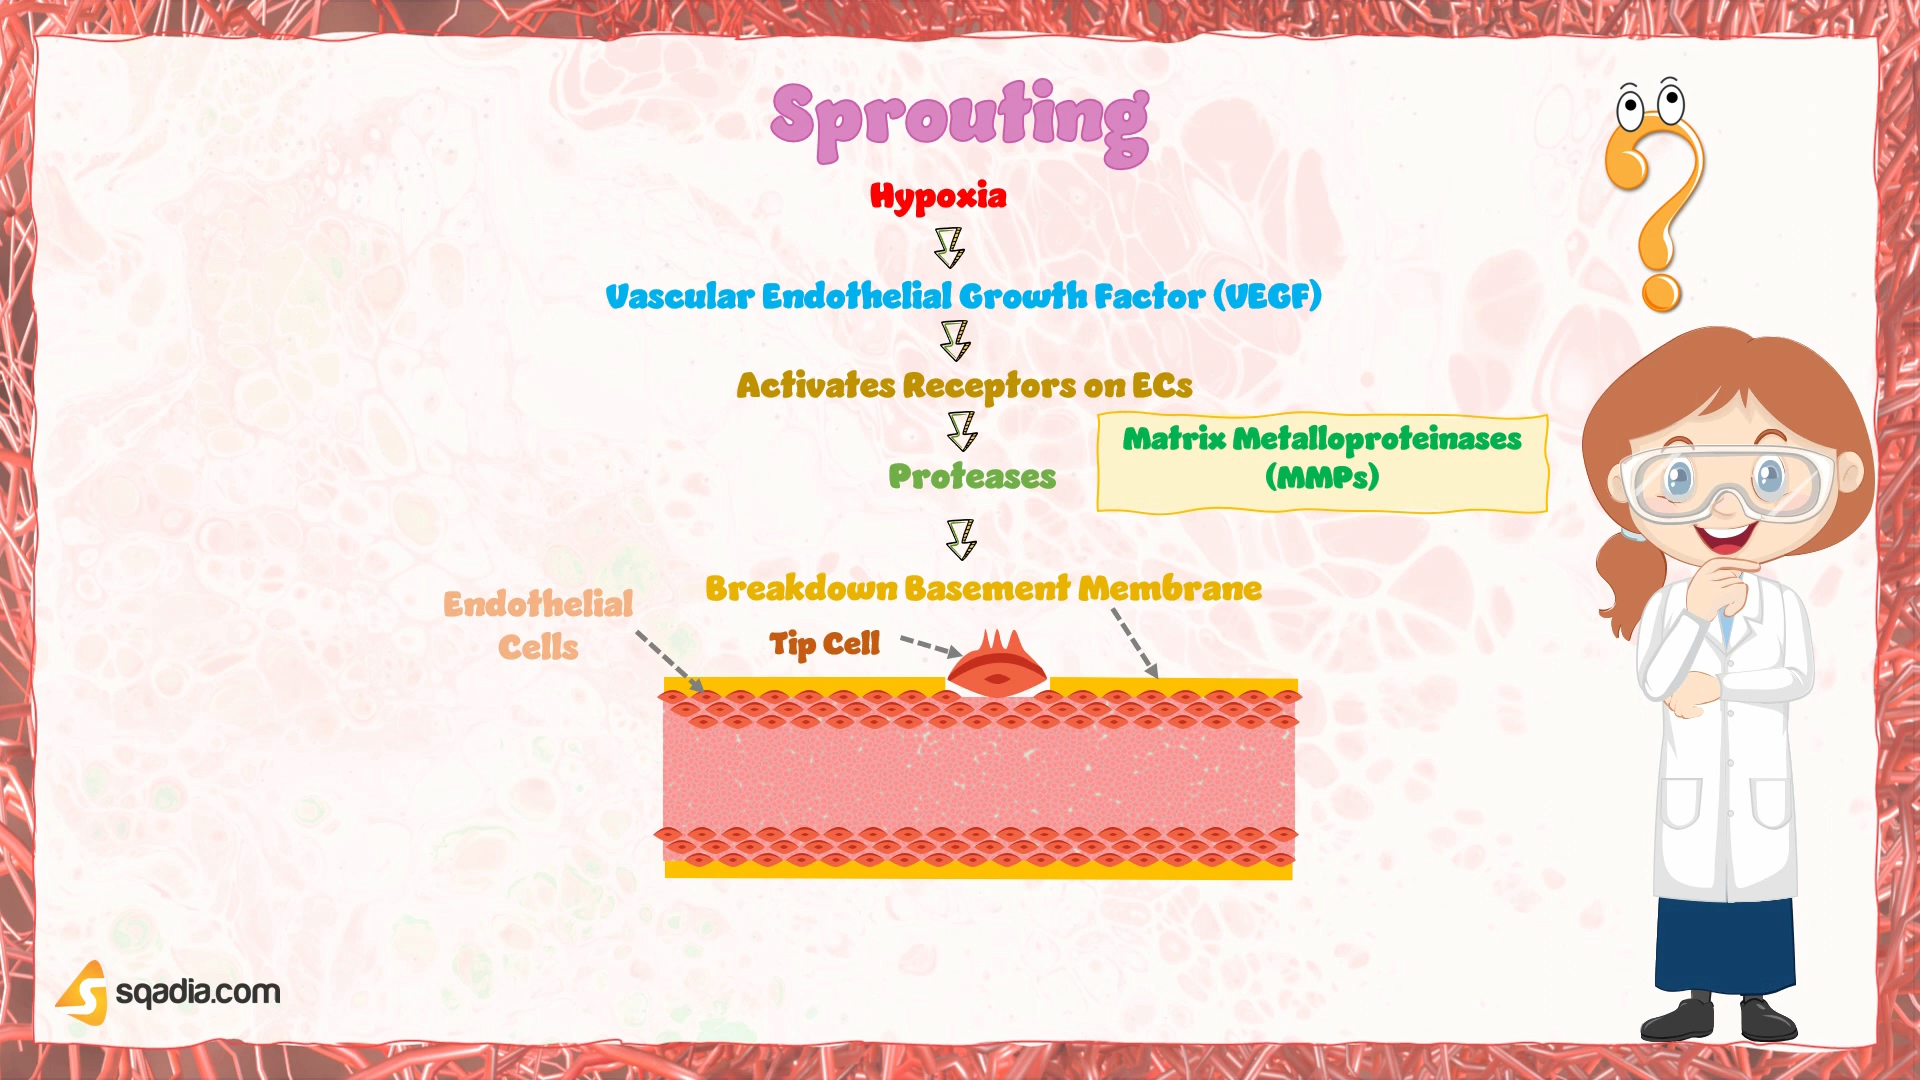 Sprouting
Hypoxia
Vascular Endothelial Growth Factor (VEGF)
Activates Receptors on ECs
Matrix Metalloproteinases
(MMPs)
Proteases
Breakdown Basement Membrane
Endothelial
Cells
Tip Cell
sqadia.com